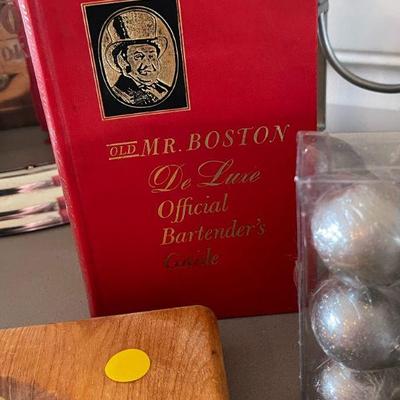 OLD MR. BOSTON
De Luxe
Official
Bartender's
Guide